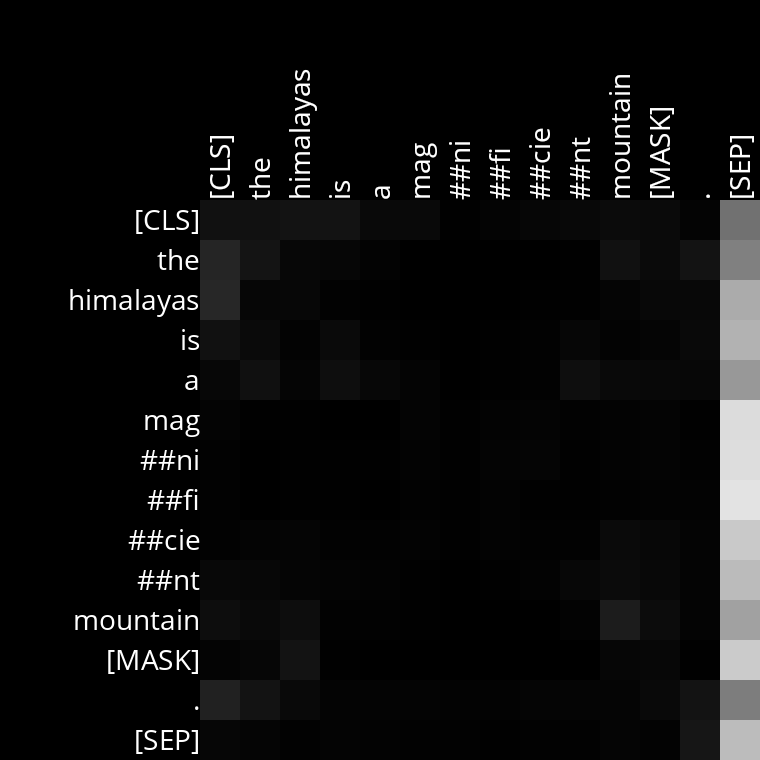 [CLS] the himalayas is a mag ##ni ##fi ##cie ##nt mountain [MASK] . [SEP]
[CLS]
the
himalayas
is
a
mag
##ni
##fi
##cie
##nt
mountain
[MASK]
.
[SEP]